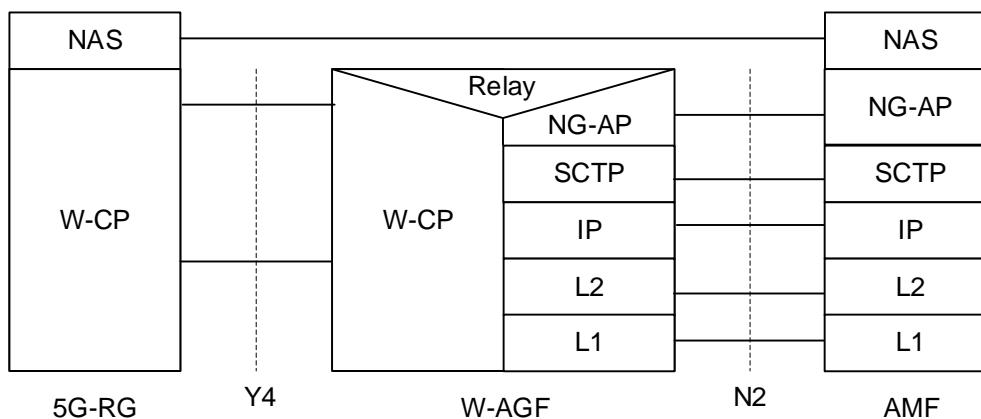 NAS
NAS
Relay
NG-AP
NG-AP
SCTP
SCTP
W-CP
W-CP
IP
IP
L2
L2
L1
L1
5G-RG
Y4
W-AGF
N2
AMF